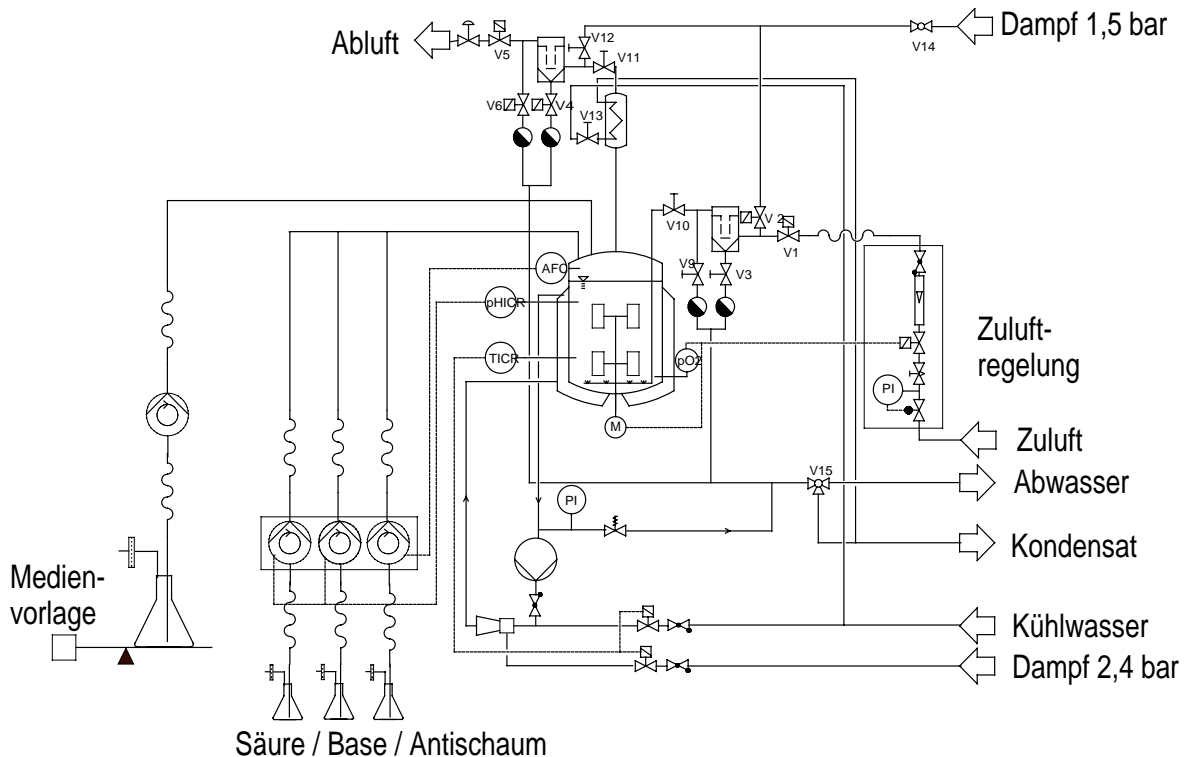 Dampf 1,5 bar
V12
V14
Abluft
V5
V11
V6
V4
V13
V10
V 2
V1
V9
V3
AFC
pHICR
TICR
pO2
M
PI
Zuluft-
regelung
Zuluft
V15
Abwasser
PI
Kondensat
Medien-
vorlage
Kühlwasser
Dampf 2,4 bar
Säure / Base / Antischaum